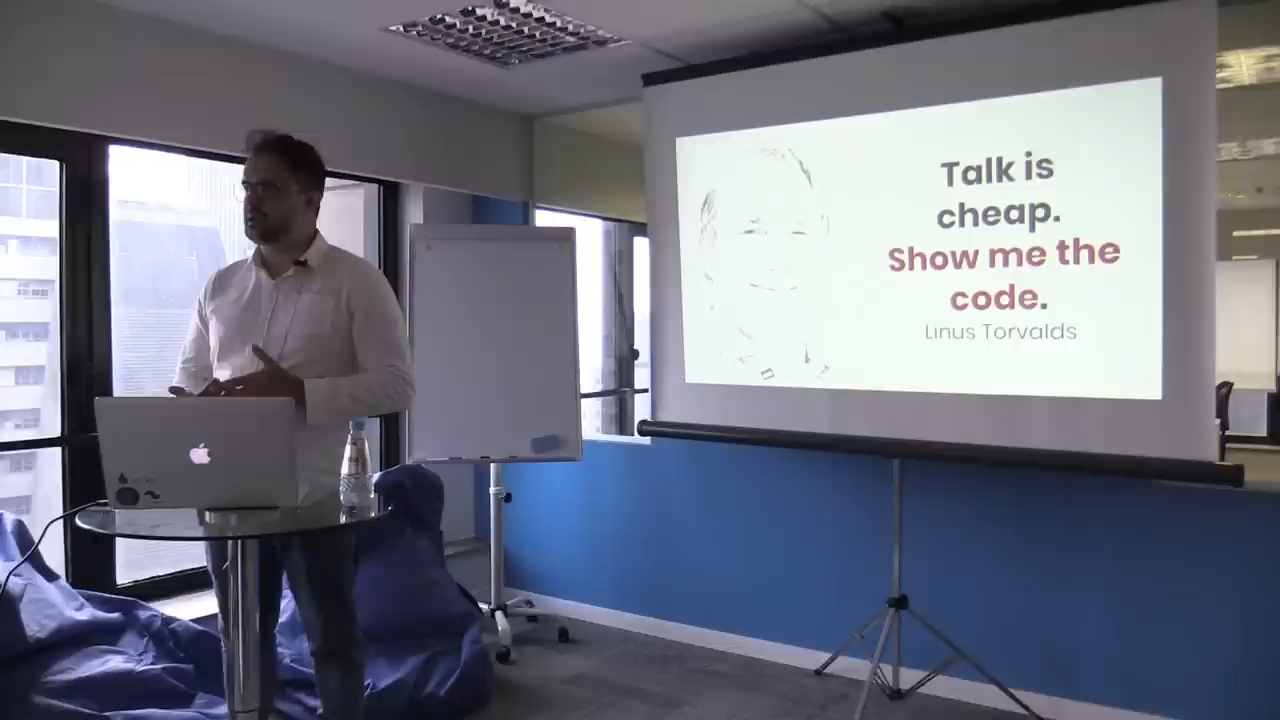 Talk is
cheap.
Show me the
code.
Linus Torvalds